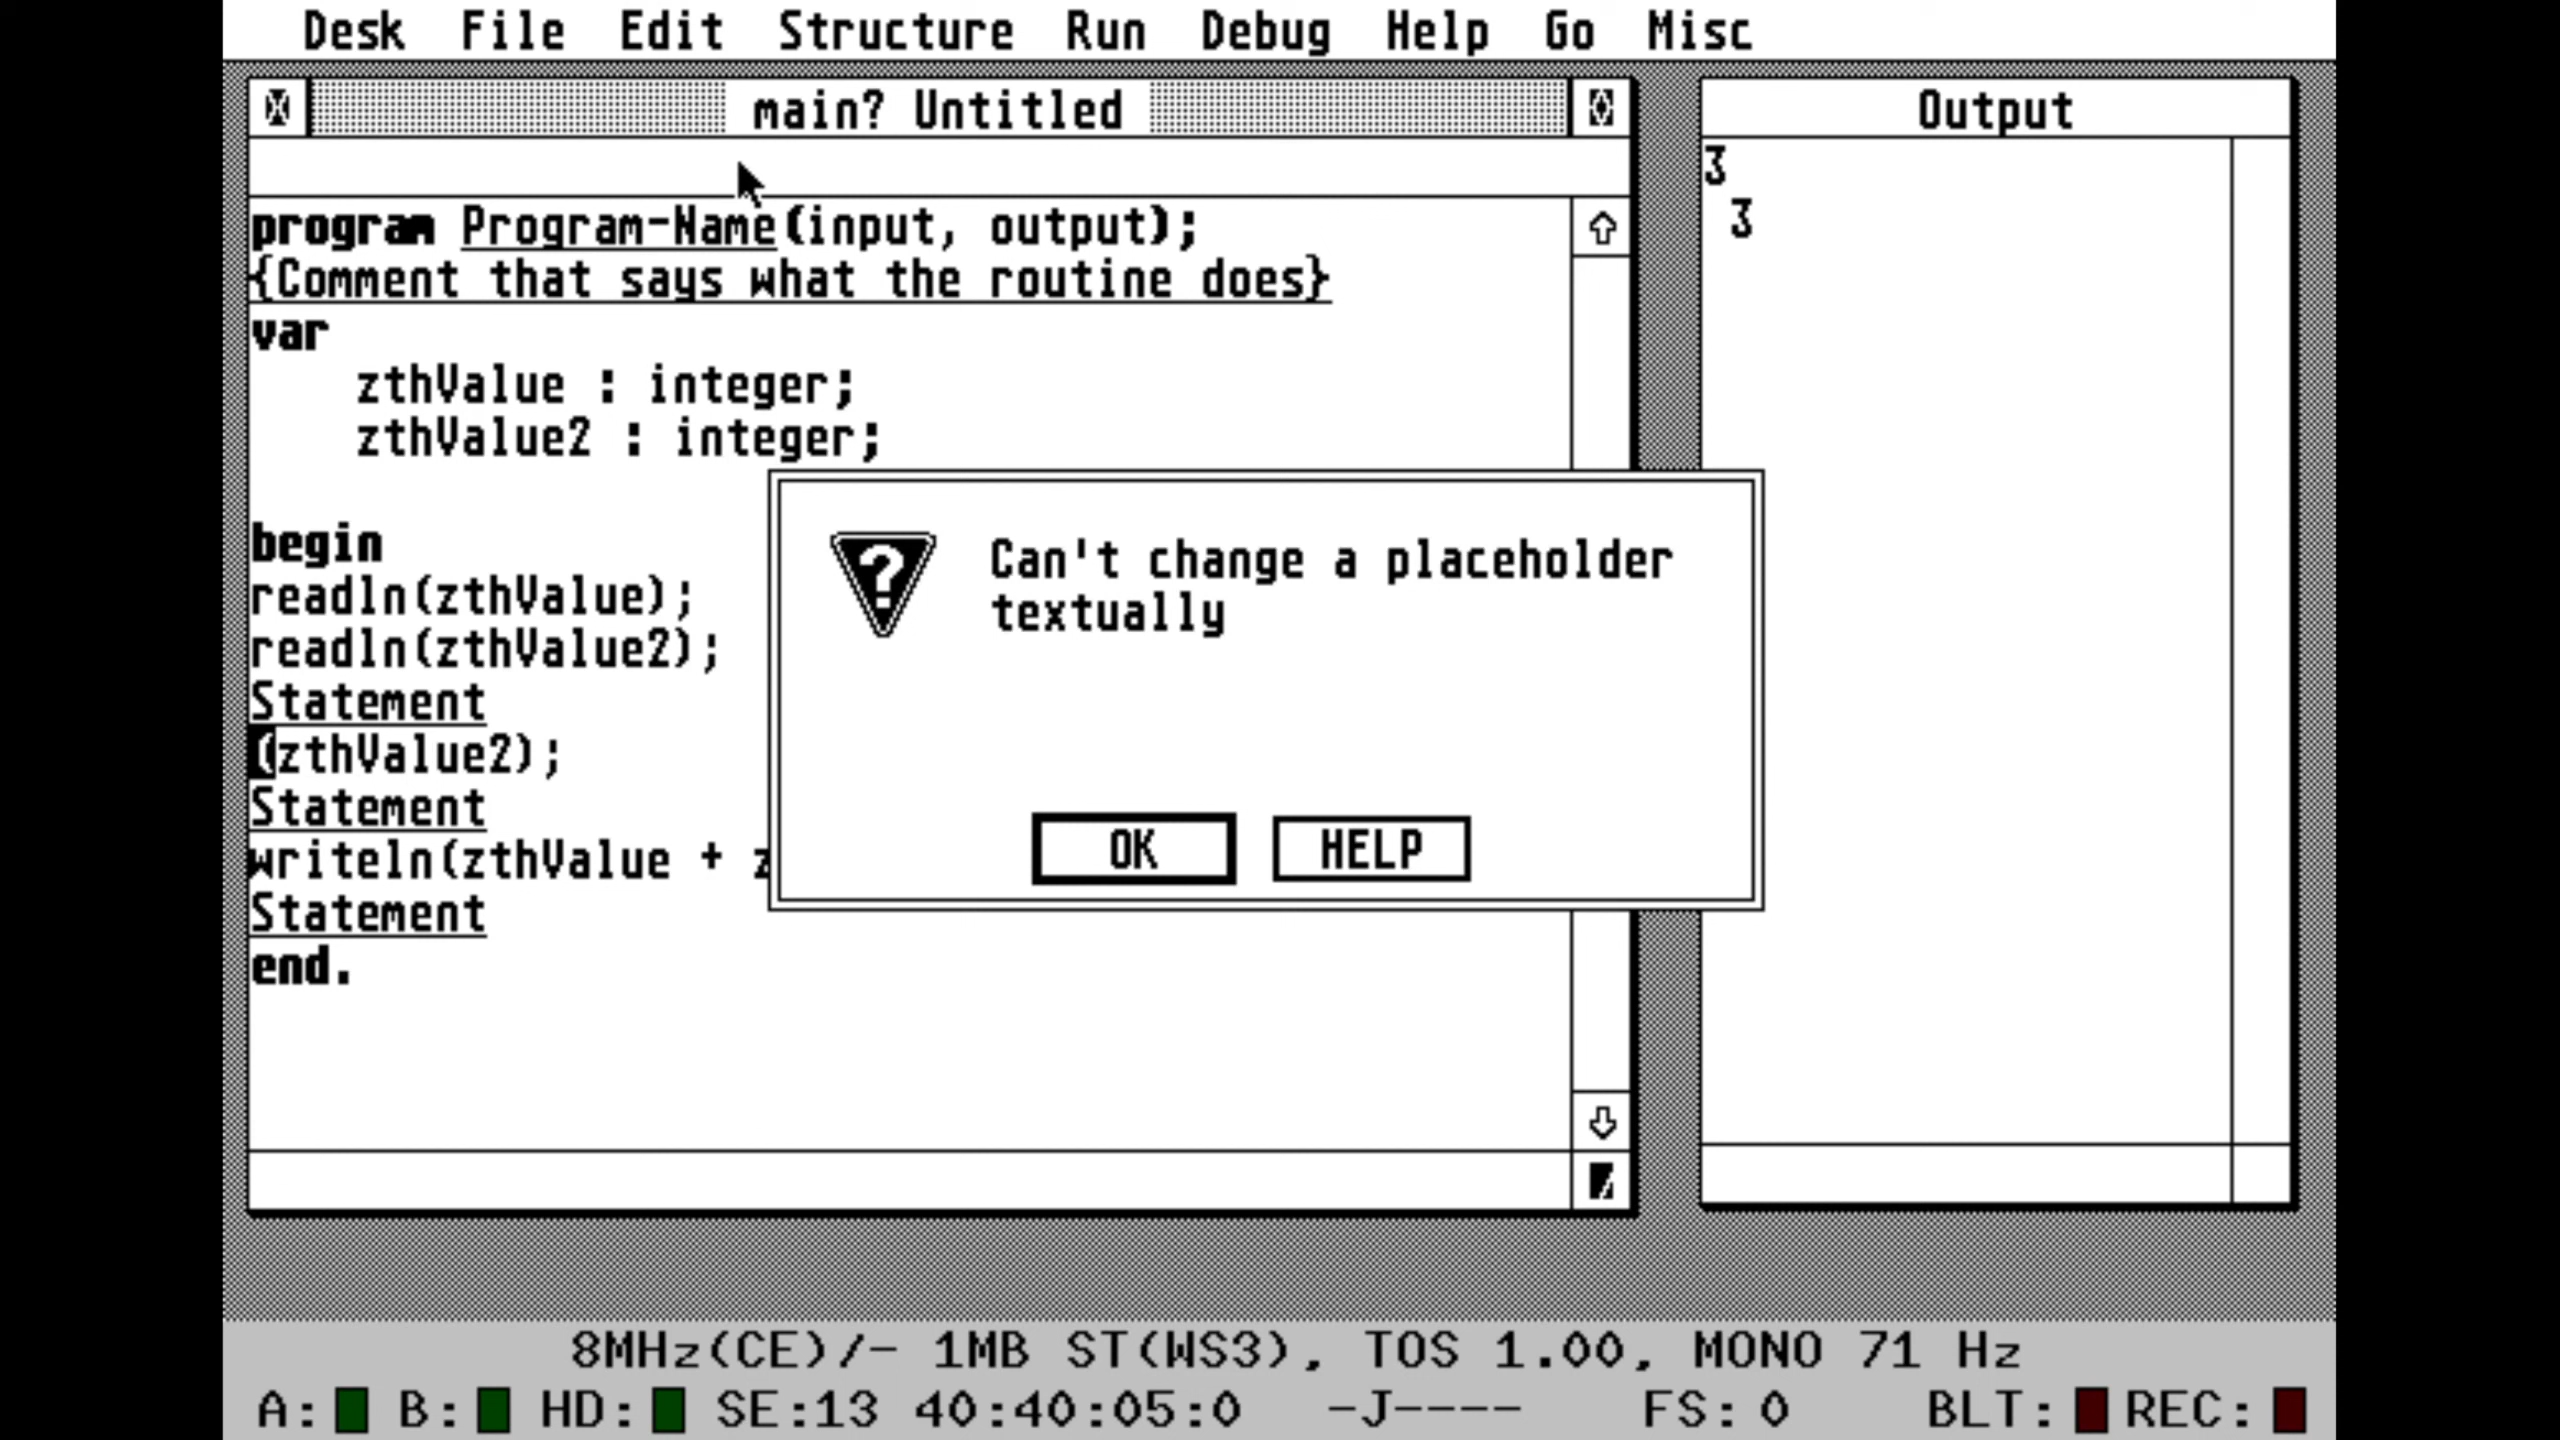 Desk File Edit Structure Run Debug Help Go Misc
main? Untitled
program Program-Name(input, output);
{Comment that says what the routine does}
var
zthValue : integer;
zthValue2 : integer;
begin
readln(zthValue);
readln(zthValue2);
Statement
(zthValue2);
Statement
writeln(zthValue + z
Statement
end.
Can't change a placeholder
textually
OK HELP
Output
3
3
8MHz(CE)/- 1MB ST(WS3), TOS 1.00, MONO 71 Hz
A: B: HD: SE:13 40:40:05:0 -J---- FS: 0 BLT: REC: